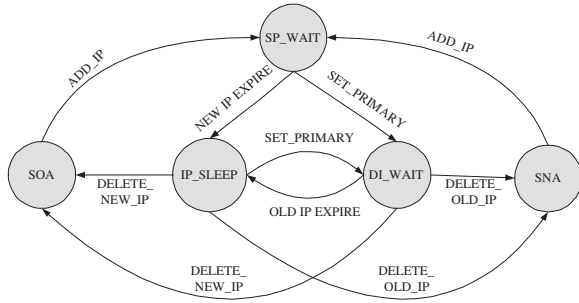 SP_WAIT
ADD_IP
ADD_IP
NEW IP EXPIRE
SET_PRIMARY
SET_PRIMARY
SOA
IP_SLEEP
DI_WAIT
SNA
DELETE_
NEW_IP
DELETE_
OLD_IP
OLD IP EXPIRE
DELETE_
NEW_IP
DELETE_
OLD_IP